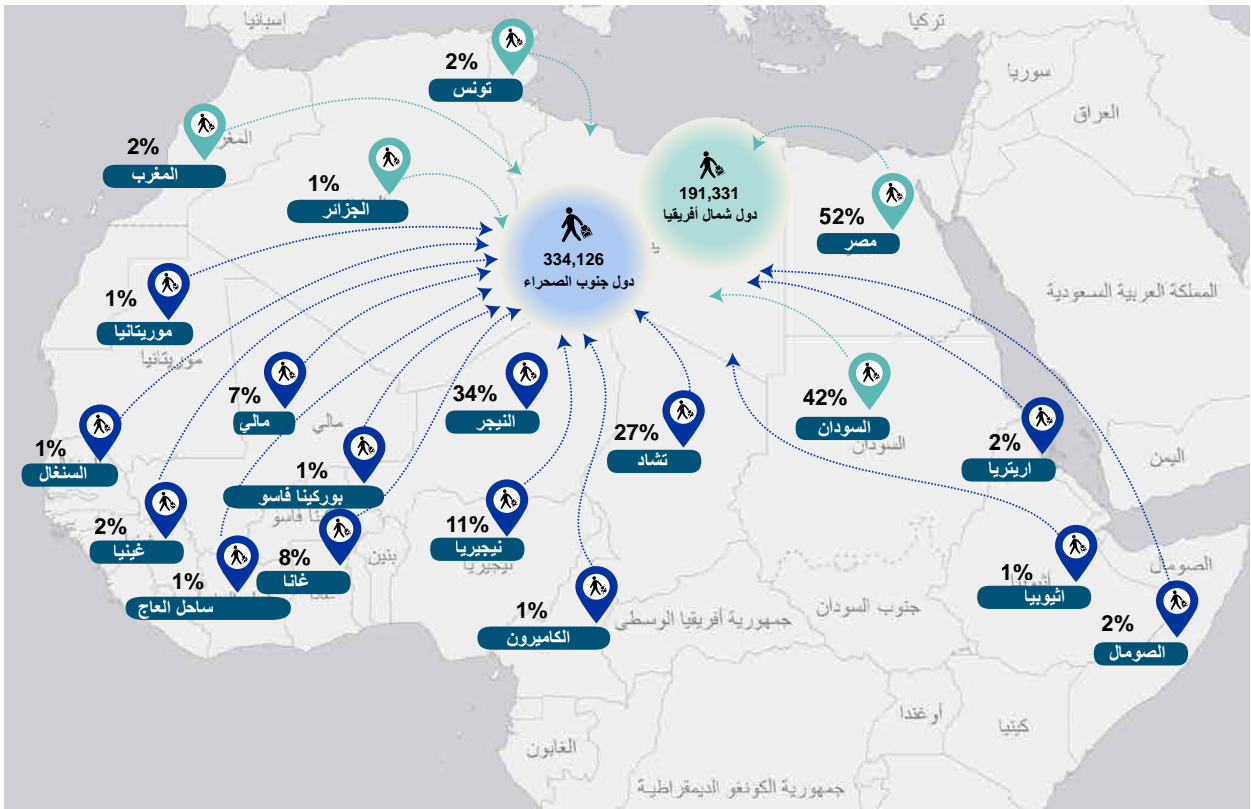 اسبانيا
تركيا
سوريا
العراق
2%
تونس
2%
المغرب
1%
الجزائر
191,331
دول شمال أفريقيا
52%
مصر
334,126
دول جنوب الصحراء
المملكة العربية السعودية
1%
موريتانيا
موريتانيا
7%
مالي
مالي
34%
النيجر
27%
تشاد
42%
السودان
السودان
1%
السنغال
1%
بوركينا فاسو
فاسو
2%
اريتريا
اليمن
2%
غينيا
8%
غانا
بنين
11%
نيجيريا
نيجيريا
1%
ساحل العاج
1%
الكاميرون
جمهورية أفريقيا الوسطى
جنوب السودان
1%
اثيوبيا
الصومال
2%
الصومال
أوغندا
كينيا
الغابون
جمهورية الكونغو الديمقراطية